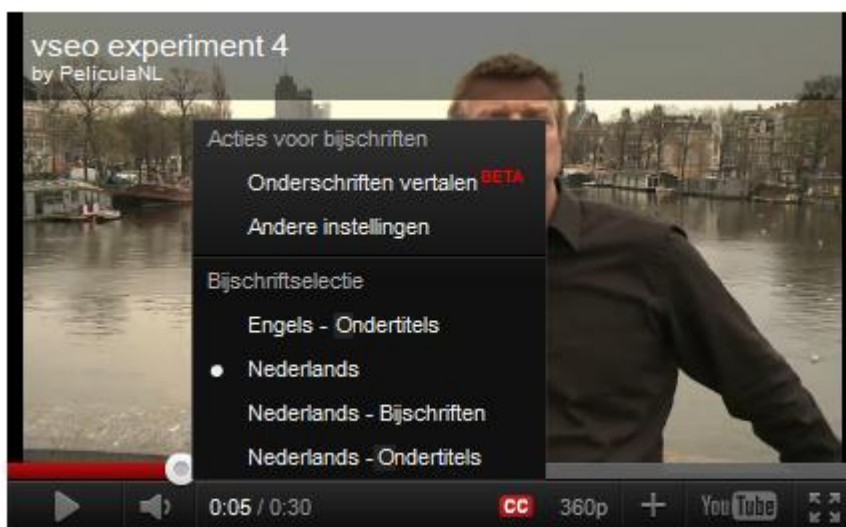 vseo experiment 4
by PeliculaNL
Acties voor bijschriften
Onderschriften vertalen BETA
Andere instellingen
Bijschriftselectie
Engels - Ondertitels
Nederlands
Nederlands - Bijschriften
Nederlands - Ondertitels
0:05 / 0:30 CC 360p YouTube